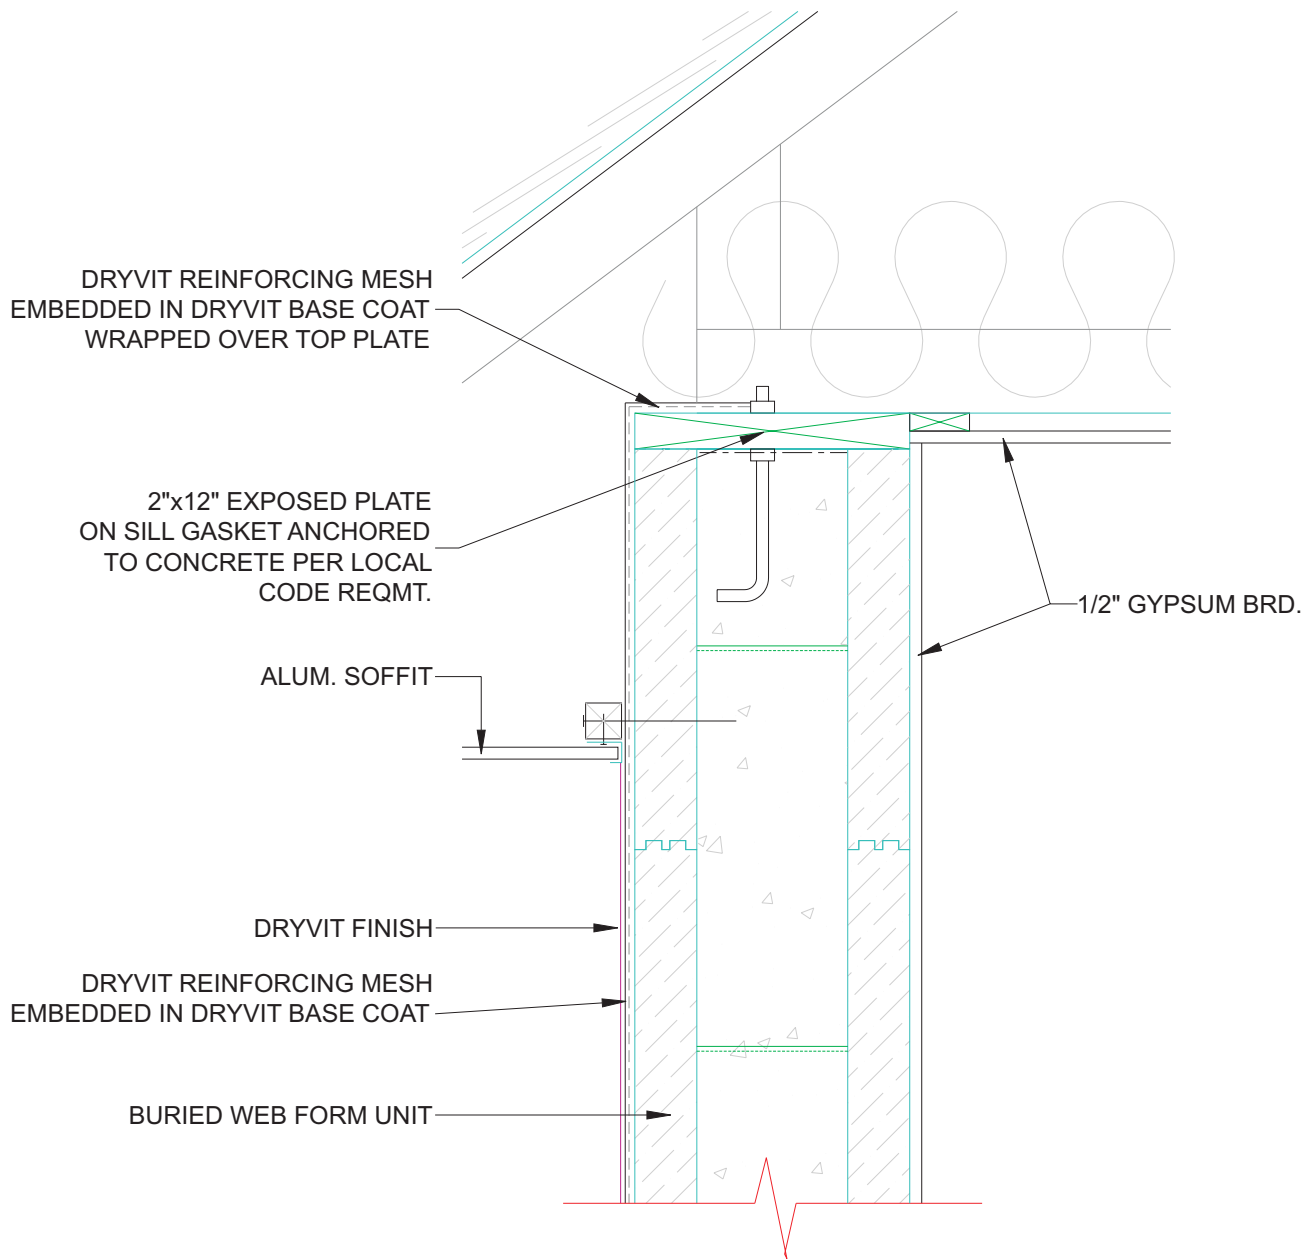 DRYVIT REINFORCING MESH
EMBEDDED IN DRYVIT BASE COAT
WRAPPED OVER TOP PLATE
2"x12" EXPOSED PLATE
ON SILL GASKET ANCHORED
TO CONCRETE PER LOCAL
CODE REQMT.
1/2" GYPSUM BRD.
ALUM. SOFFIT
DRYVIT FINISH
DRYVIT REINFORCING MESH
EMBEDDED IN DRYVIT BASE COAT
BURIED WEB FORM UNIT